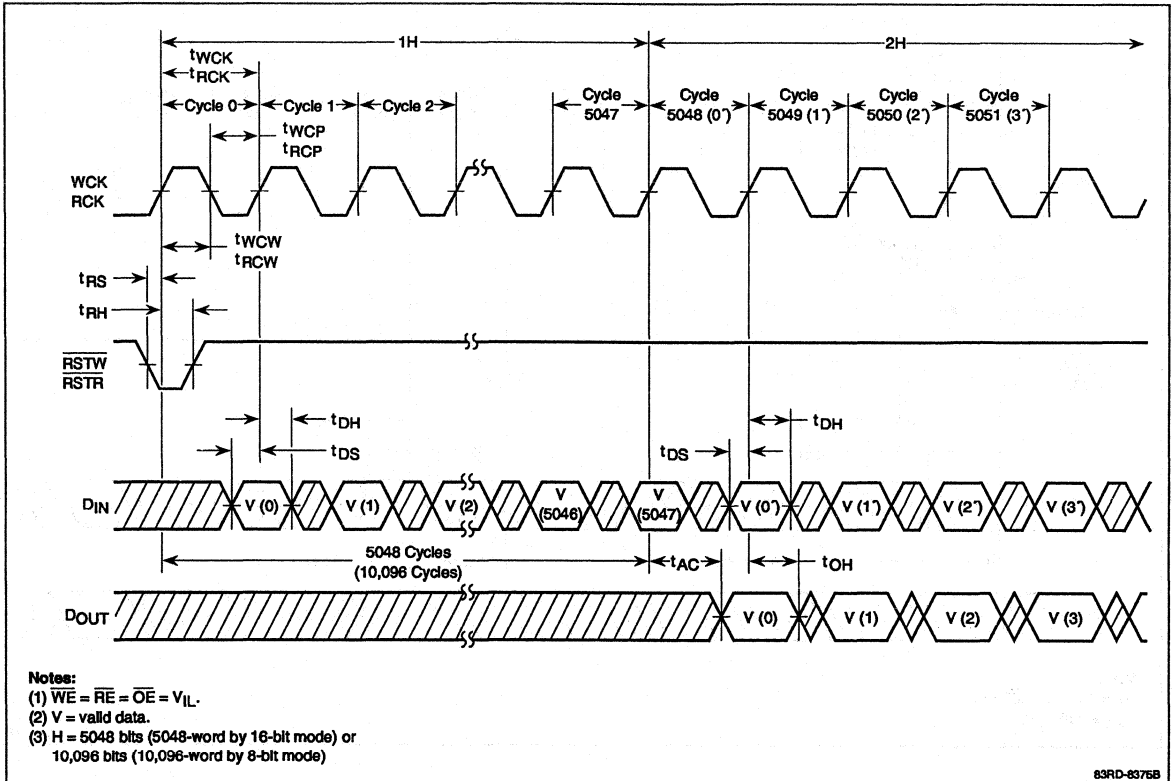 1H 2H
tWCK
tRCK
Cycle 0 Cycle 1 Cycle 2 Cycle 5047 Cycle 5048 (0´) Cycle 5049 (1´) Cycle 5050 (2´) Cycle 5051 (3´)
tWCP
tRCP
WCK
RCK
tWCW
tRCW
tRS
tRH
RSTW
RSTR
tDH tDH
tDS tDS
DIN V (0) V (1) V (2) V (5046) V (5047) V (0´) V (1´) V (2´) V (3´)
5048 Cycles
(10,096 Cycles)
tAC tOH
DOUT V (0) V (1) V (2) V (3)
Notes:
(1) WE = RE = OE = VIL.
(2) V = valid data.
(3) H = 5048 bits (5048-word by 16-bit mode) or
10,096 bits (10,096-word by 8-bit mode)
83RD-8375B